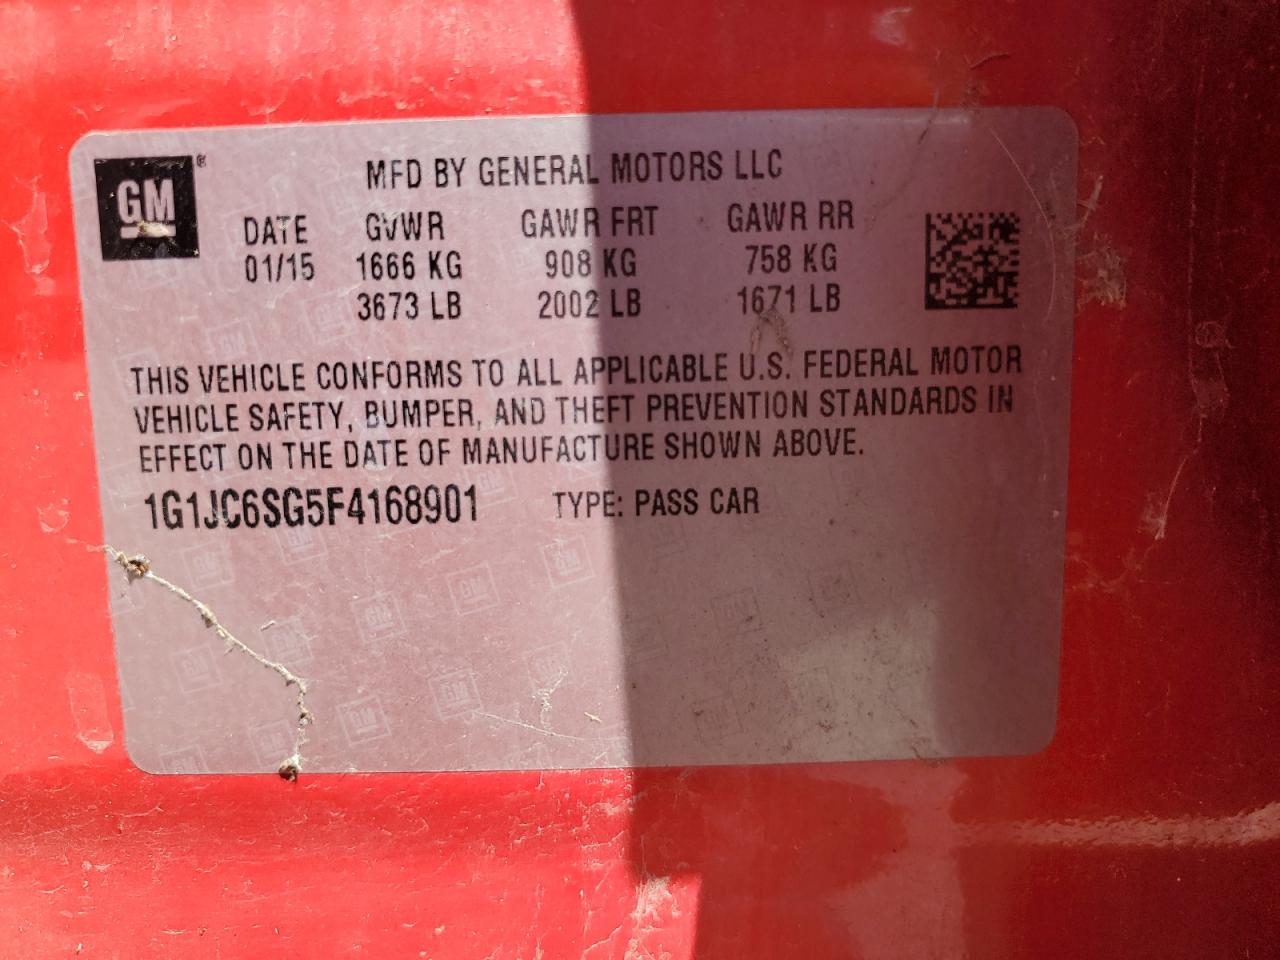 GM®
MFD BY GENERAL MOTORS LLC
DATE GVWR GAWR FRT GAWR RR
01/15 1666 KG 908 KG 758 KG
3673 LB 2002 LB 1671 LB
THIS VEHICLE CONFORMS TO ALL APPLICABLE U.S. FEDERAL MOTOR
VEHICLE SAFETY, BUMPER, AND THEFT PREVENTION STANDARDS IN
EFFECT ON THE DATE OF MANUFACTURE SHOWN ABOVE.
1G1JC6SG5F4168901 TYPE: PASS CAR